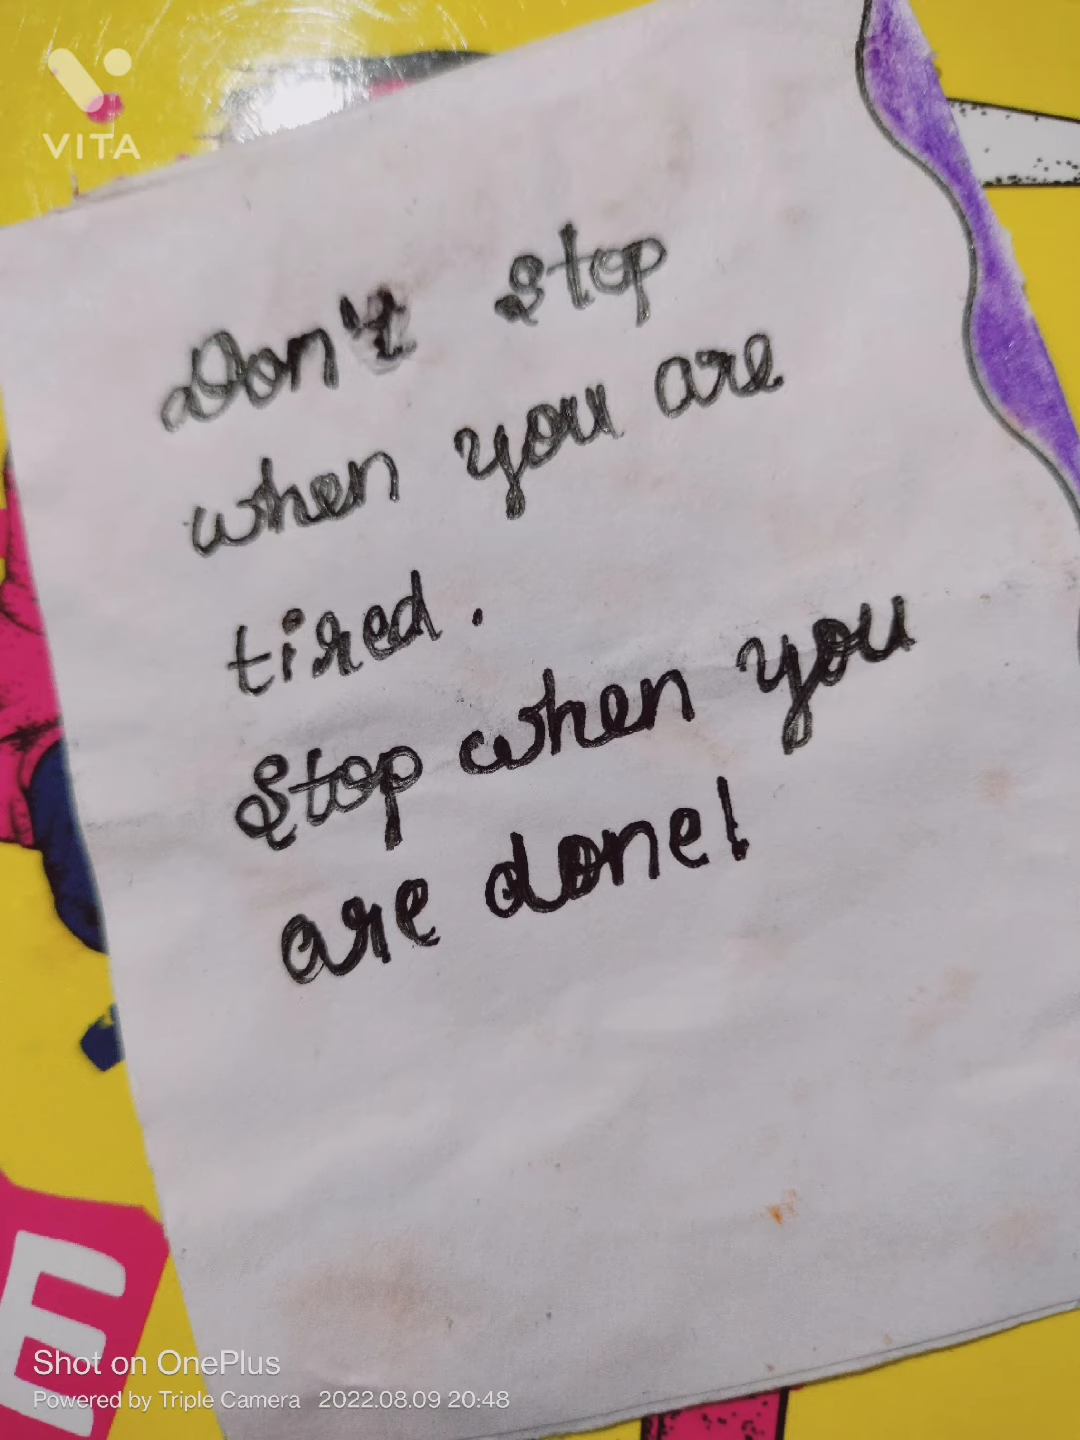 VITA
Don't stop
when you are
tired.
Stop when you
are done!
E
Shot on OnePlus
Powered by Triple Camera 2022.08.09 20:48